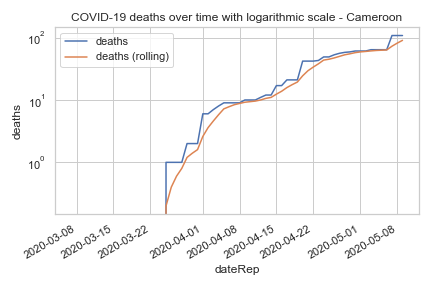 COVID-19 deaths over time with logarithmic scale - Cameroon
deaths
deaths (rolling)
10²
10¹
10⁰
deaths
2020-03-08
2020-03-15
2020-03-22
2020-04-01
2020-04-08
2020-04-15
2020-04-22
2020-05-01
2020-05-08
dateRep